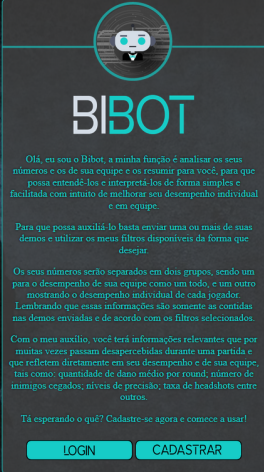 BIBOT
Olá, eu sou o Bibot, a minha função é analisar os seus
números e os de sua equipe e os resumir para você, para que
possa entendê-los e interpretá-los de forma simples e
facilitada com intuito de melhorar seu desempenho individual
e em equipe.
Para que possa auxiliá-lo basta enviar uma ou mais de suas
demos e utilizar os meus filtros disponíveis da forma que
desejar.
Os seus números serão separados em dois grupos, sendo um
para o desempenho de sua equipe como um todo, e um outro
mostrando o desempenho individual de cada jogador.
Lembrando que essas informações são somente as contidas
nas demos enviadas e de acordo com os filtros selecionados.
Com o meu auxílio, você terá informações relevantes que por
muitas vezes passam desapercebidas durante uma partida e
que refletem diretamente em seu desempenho e de sua equipe,
tais como: quantidade de dano médio por round; número de
inimigos cegados; níveis de precisão; taxa de headshots entre
outros.
Tá esperando o quê? Cadastre-se agora e comece a usar!
LOGIN
CADASTRAR